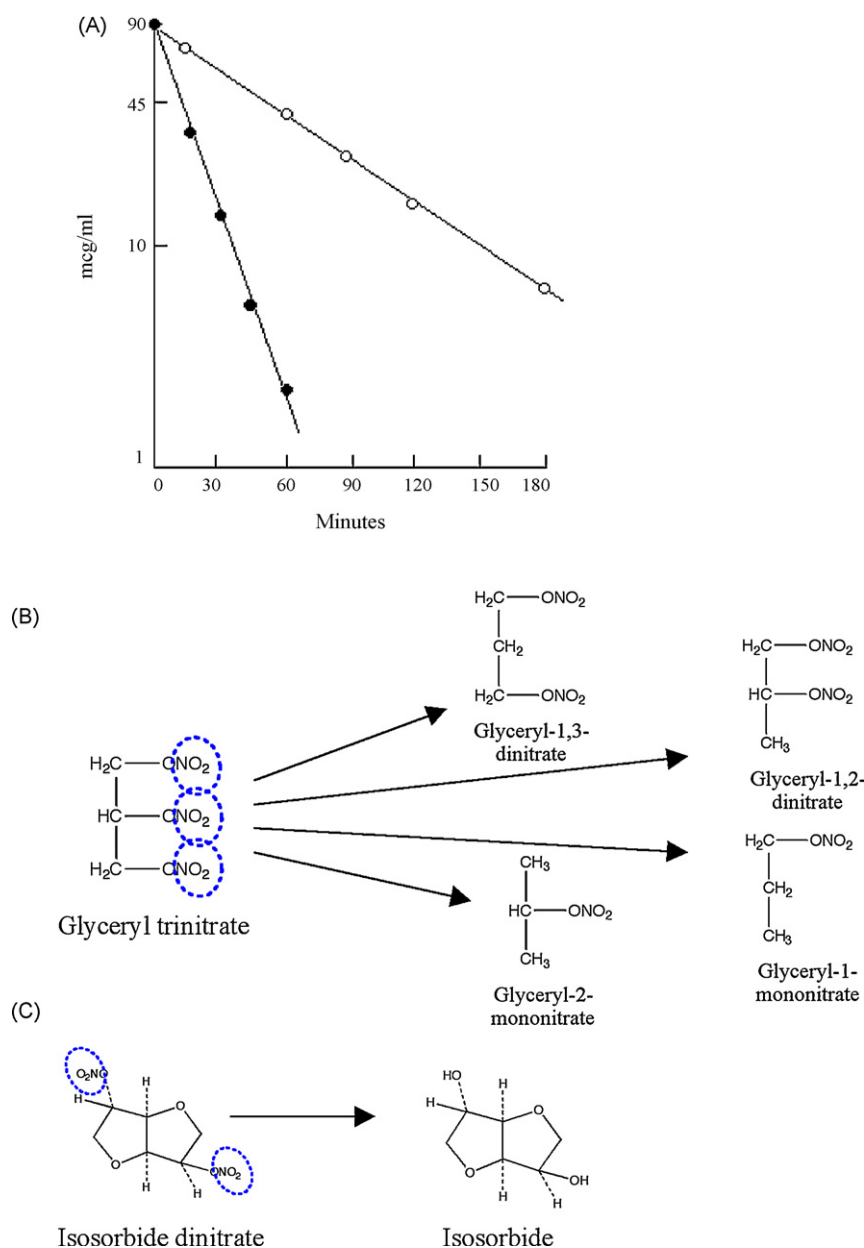 (A)
90
45
10
1
mcg/ml
0 30 60 90 120 150 180
Minutes
(B)
H₂C—ONO₂
CH₂
H₂C—ONO₂
Glyceryl-1,3-
dinitrate
H₂C—ONO₂
HC—ONO₂
CH₃
Glyceryl-1,2-
dinitrate
H₂C—ONO₂
HC—ONO₂
H₂C—ONO₂
Glyceryl trinitrate
CH₃
HC—ONO₂
CH₃
Glyceryl-2-
mononitrate
H₂C—ONO₂
CH₂
CH₃
Glyceryl-1-
mononitrate
(C)
O₂NO
H
H
O
O
ONO₂
H
H
Isosorbide dinitrate
HO
H
H
O
O
OH
H
H
Isosorbide